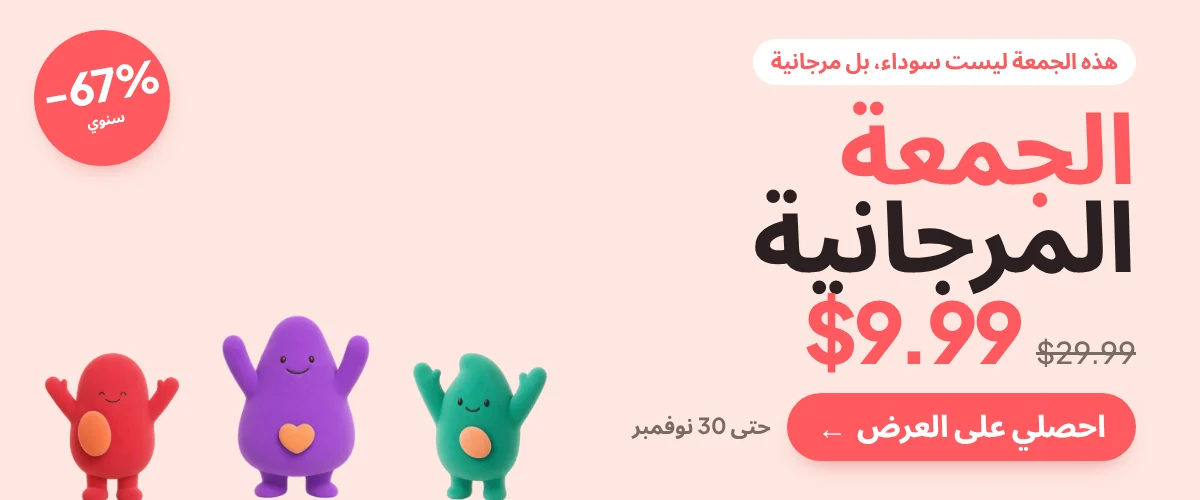 هذه الجمعة ليست سوداء، بل مرجانية
الجمعة
المرجانية
$29.99 $9.99
احصلي على العرض ←
حتى 30 نوفمبر
−67%
سنوي